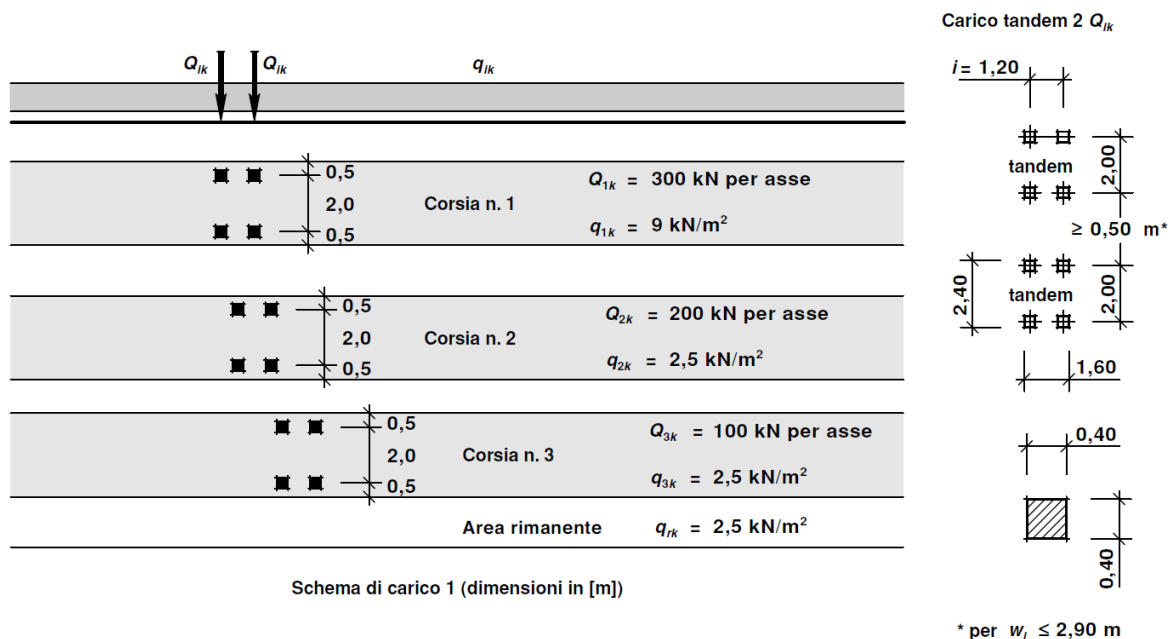 Carico tandem 2 Qik
Qik Qik qik
i = 1,20
0,5
2,0
0,5
Corsia n. 1
Q1k = 300 kN per asse
q1k = 9 kN/m²
tandem
2,00
≥ 0,50 m*
0,5
2,0
0,5
Corsia n. 2
Q2k = 200 kN per asse
q2k = 2,5 kN/m²
2,40
tandem
2,00
1,60
0,5
2,0
0,5
Corsia n. 3
Q3k = 100 kN per asse
q3k = 2,5 kN/m²
0,40
Area rimanente qrk = 2,5 kN/m²
0,40
Schema di carico 1 (dimensioni in [m])
* per wl ≤ 2,90 m